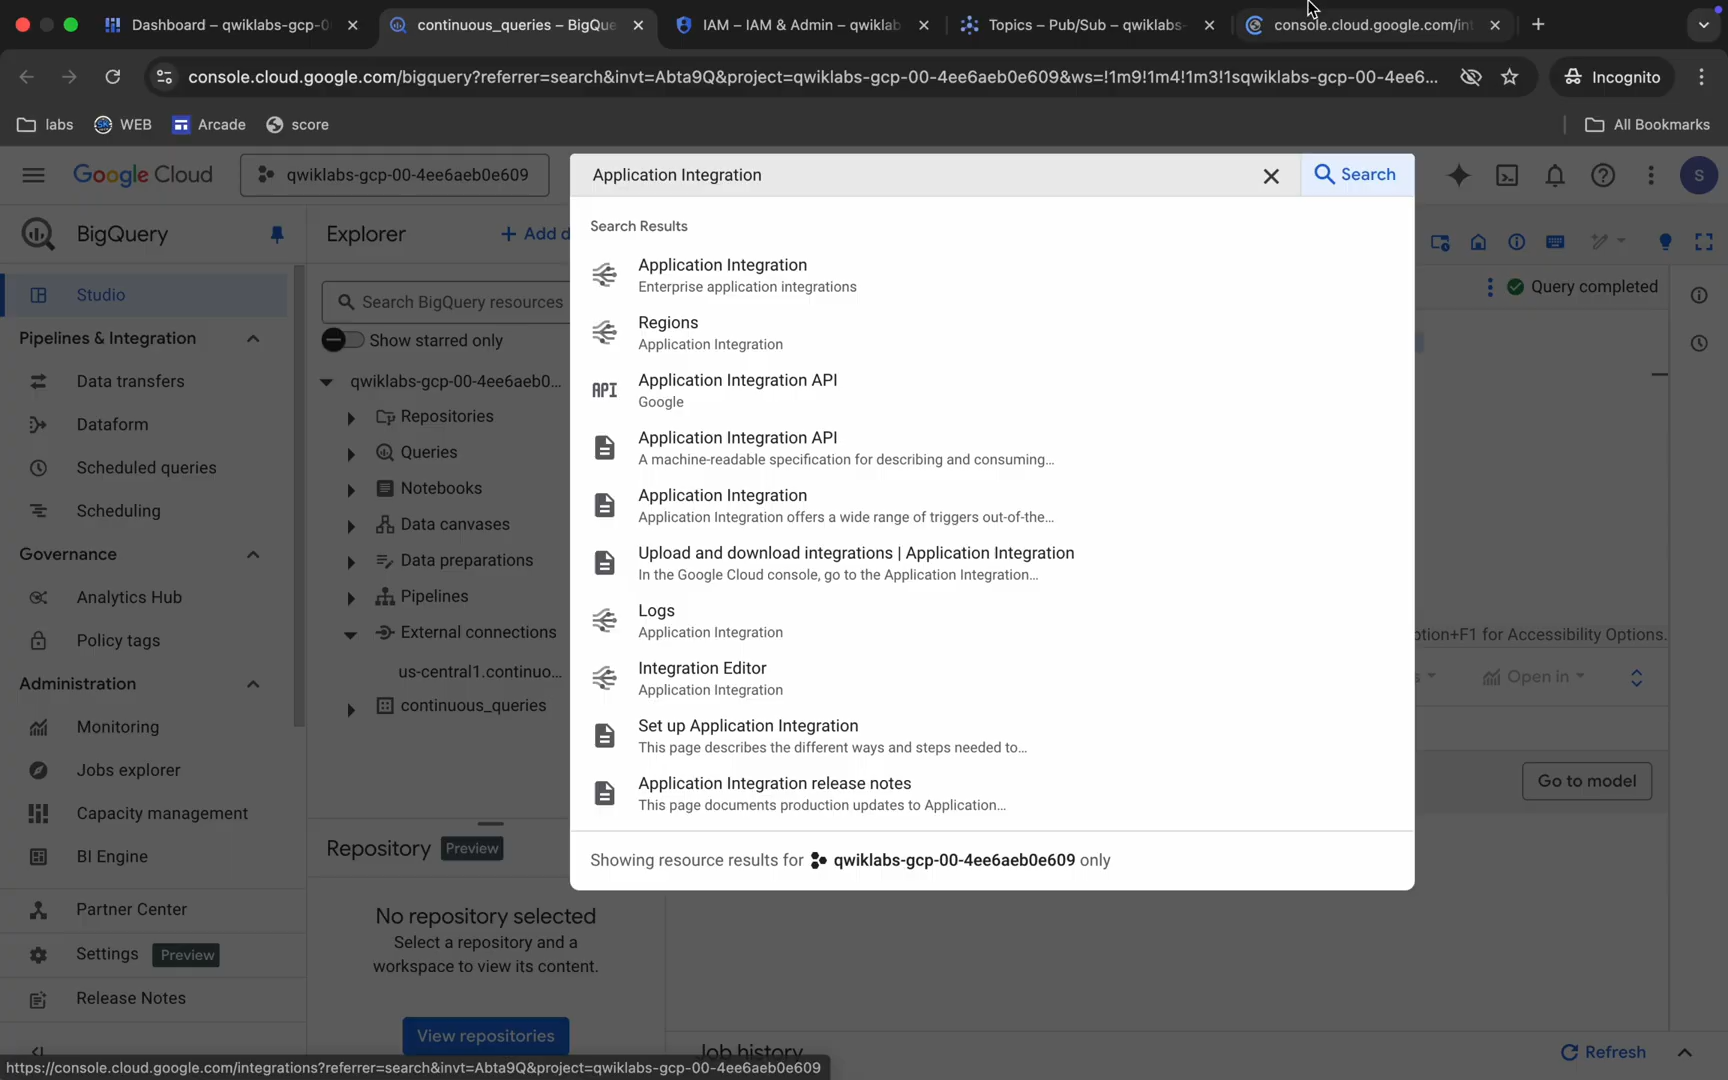 Dashboard – qwiklabs-gcp-0
continuous_queries – BigQue
IAM – IAM & Admin – qwiklab
Topics – Pub/Sub – qwiklabs-
console.cloud.google.com/int
console.cloud.google.com/bigquery?referrer=search&invt=Abta9Q&project=qwiklabs-gcp-00-4ee6aeb0e609&ws=!1m9!1m4!1m3!1sqwiklabs-gcp-00-4ee6...
Incognito
labs
WEB
Arcade
score
All Bookmarks
Google Cloud
qwiklabs-gcp-00-4ee6aeb0e609
Application Integration
Search
S
BigQuery
Studio
Pipelines & Integration
Data transfers
Dataform
Scheduled queries
Scheduling
Governance
Analytics Hub
Policy tags
Administration
Monitoring
Jobs explorer
Capacity management
BI Engine
Partner Center
Settings
Preview
Release Notes
Explorer
+ Add d
Search BigQuery resources
Show starred only
qwiklabs-gcp-00-4ee6aeb0...
Repositories
Queries
Notebooks
Data canvases
Data preparations
Pipelines
External connections
us-central1.continuo...
continuous_queries
Repository
Preview
No repository selected
Select a repository and a
workspace to view its content.
View repositories
Search Results
Application Integration
Enterprise application integrations
Regions
Application Integration
API
Application Integration API
Google
Application Integration API
A machine-readable specification for describing and consuming...
Application Integration
Application Integration offers a wide range of triggers out-of-the...
Upload and download integrations | Application Integration
In the Google Cloud console, go to the Application Integration...
Logs
Application Integration
Integration Editor
Application Integration
Set up Application Integration
This page describes the different ways and steps needed to...
Application Integration release notes
This page documents production updates to Application...
Showing resource results for qwiklabs-gcp-00-4ee6aeb0e609 only
Query completed
ption+F1 for Accessibility Options.
s
Open in
Go to model
Job history
Refresh
https://console.cloud.google.com/integrations?referrer=search&invt=Abta9Q&project=qwiklabs-gcp-00-4ee6aeb0e609